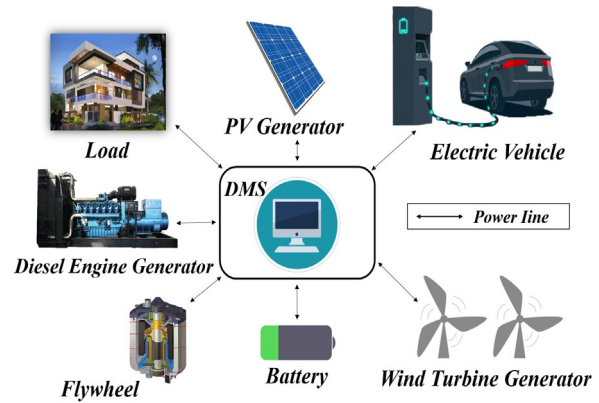 PV Generator
Load
Electric Vehicle
DMS
Power line
Diesel Engine Generator
Flywheel
Battery
Wind Turbine Generator